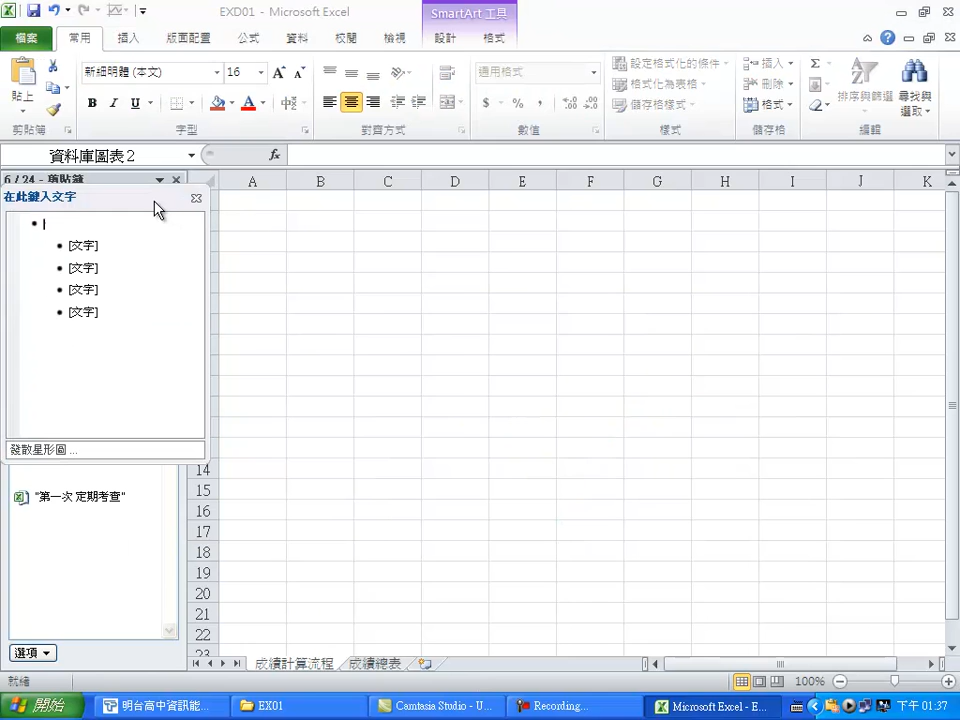 EXD01 - Microsoft Excel
SmartArt 工具
檔案 常用 插入 版面配置 公式 資料 校閱 檢視 設計 格式
貼上
剪貼簿
新細明體 (本文) 16
B I U
字型
對齊方式
通用格式
$ % ,
數值
設定格式化的條件
格式化為表格
儲存格樣式
樣式
插入
刪除
格式
儲存格
Σ
排序與篩選
尋找與
選取
編輯
資料庫圖表 2
fx
6 / 24 - 剪貼簿
在此鍵入文字
[文字]
[文字]
[文字]
[文字]
發散星形圖 ...
"第一次 定期考查"
選項
A B C D E F G H I J K
14
15
16
17
18
19
20
21
22
23
成績計算流程 成績總表
就緒
100%
開始
明台高中資訊能...
EX01
Camtasia Studio - U...
Recording...
Microsoft Excel - E...
下午 01:37